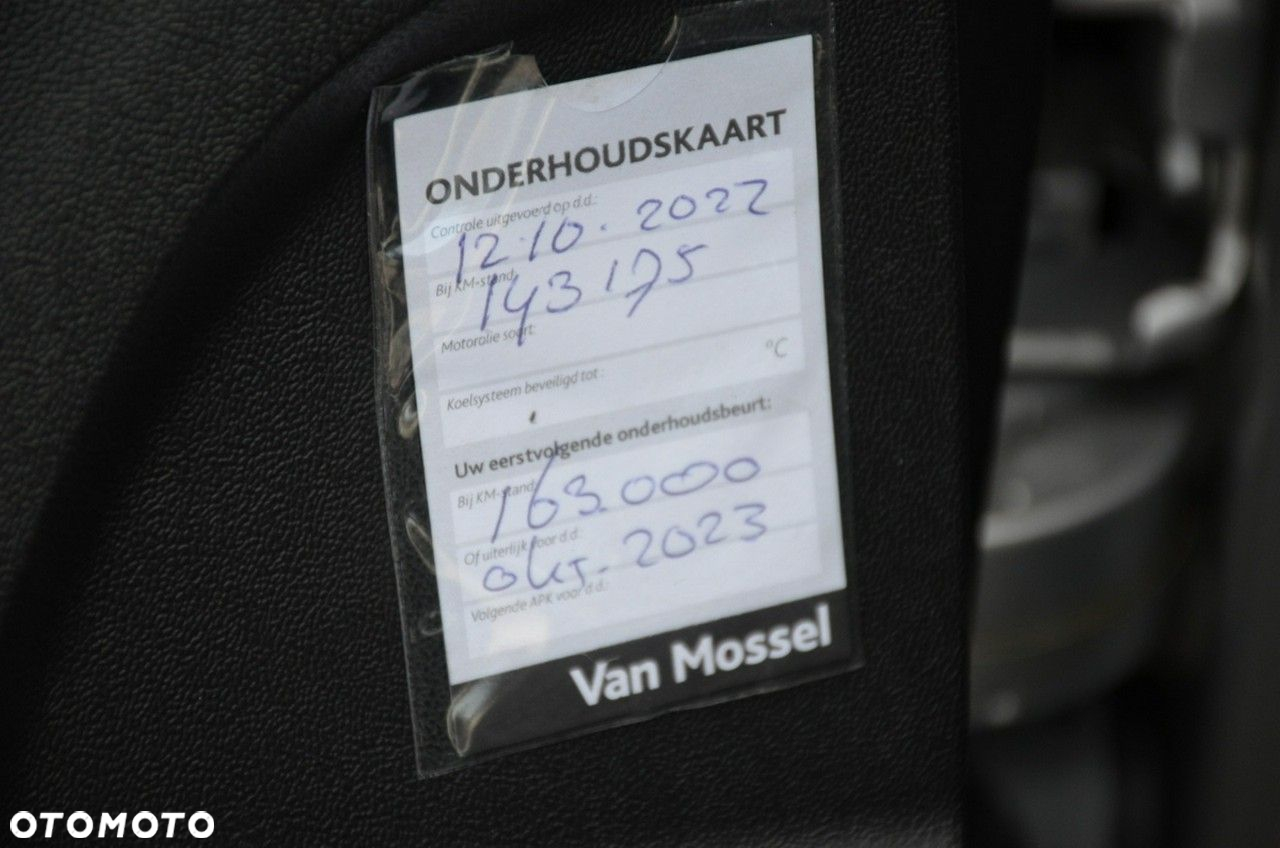 ONDERHOUDSKAART
Controle uitgevoerd op d.d.:
12.10.2022
Bij KM-stand:
143175
Motorolie soort:
°C
Koelsysteem beveiligd tot :
Uw eerstvolgende onderhoudsbeurt:
Bij KM-stand:
163.000
Of uiterlijk voor d.d.:
okt. 2023
Volgende APK voor d.d.:
Van Mossel
OTOMOTO